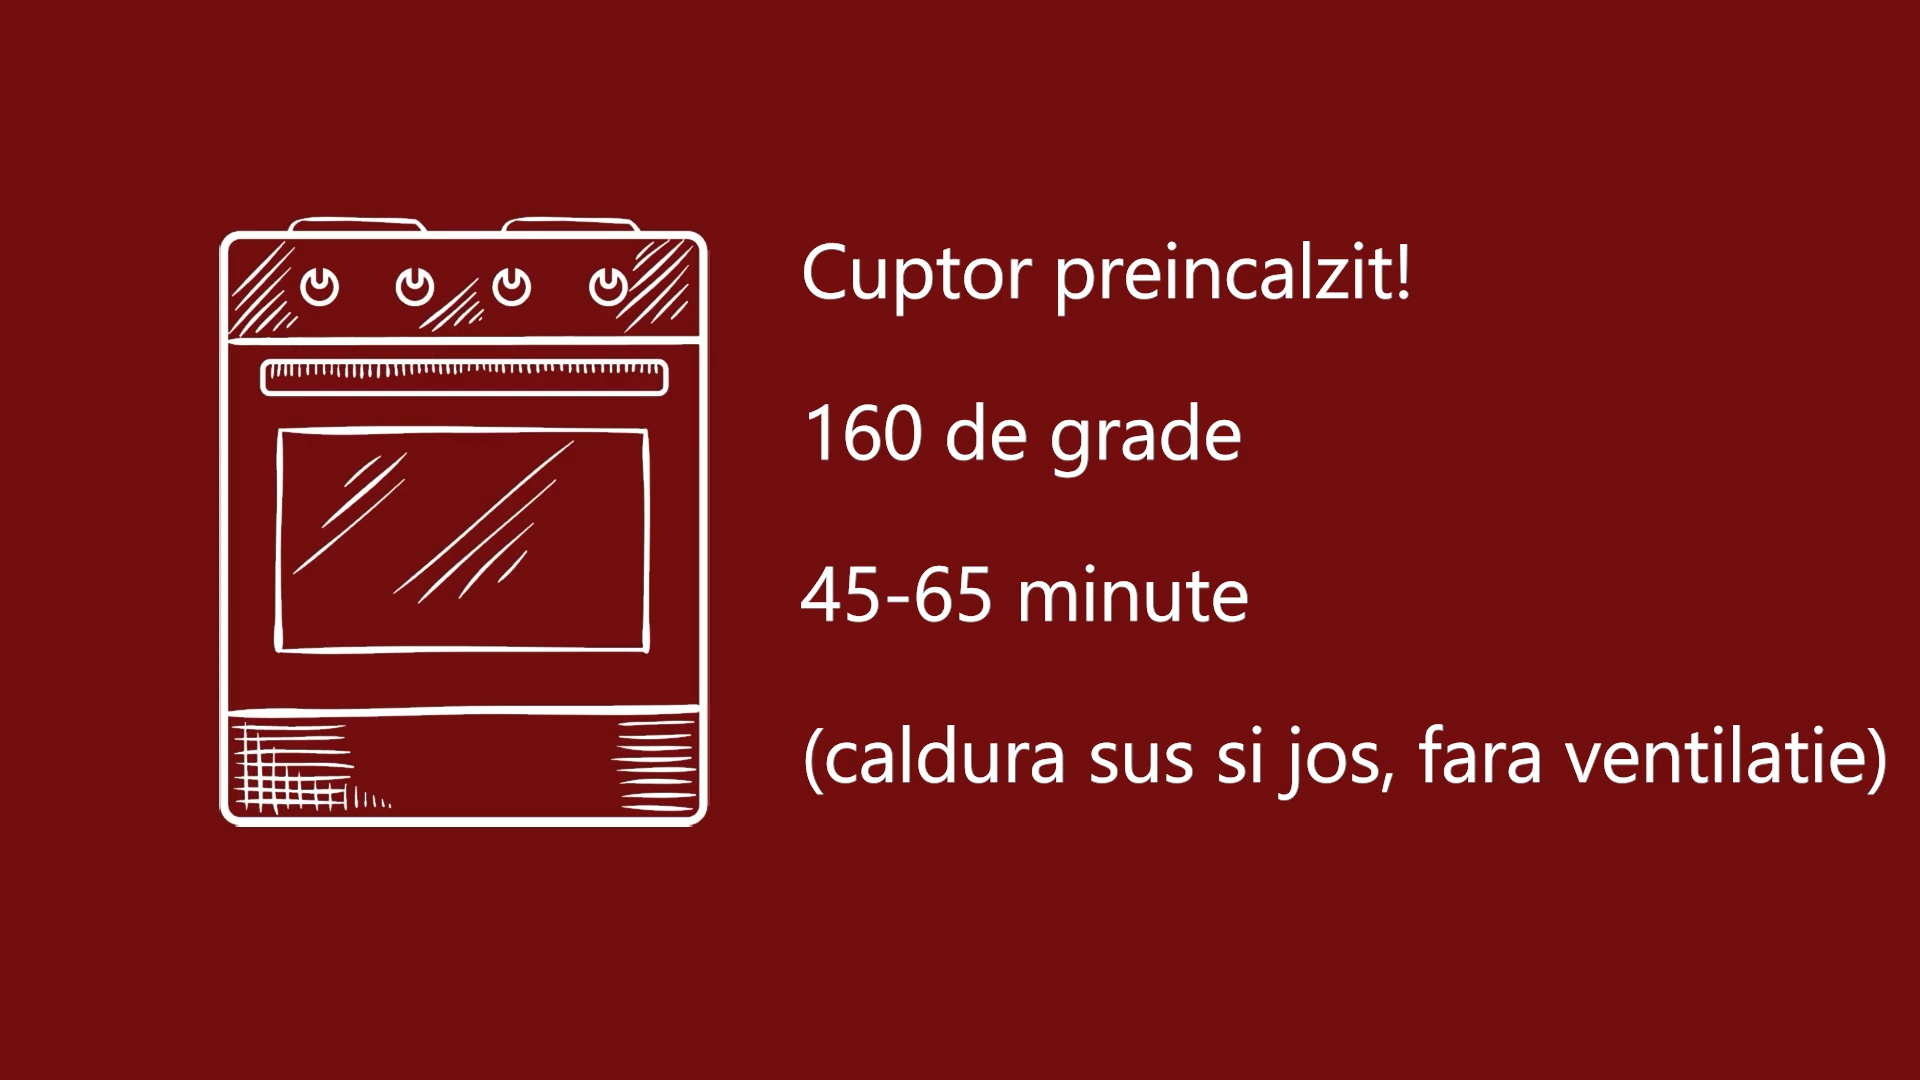 Cuptor preincalzit!
160 de grade
45-65 minute
(caldura sus si jos, fara ventilatie)